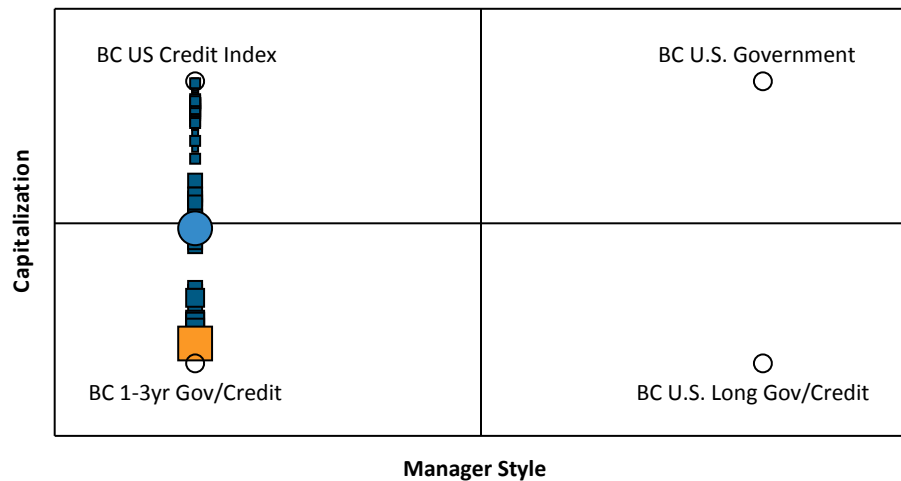 BC US Credit Index
BC U.S. Government
Capitalization
BC 1-3yr Gov/Credit
BC U.S. Long Gov/Credit
Manager Style